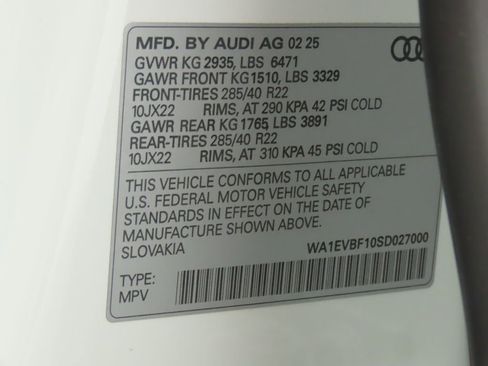 MFD. BY AUDI AG 02 25
GVWR KG 2935, LBS 6471
GAWR FRONT KG1510, LBS 3329
FRONT-TIRES 285/40 R22
10JX22 RIMS, AT 290 KPA 42 PSI COLD
GAWR REAR KG 1765, LBS 3891
REAR-TIRES 285/40 R22
10JX22 RIMS, AT 310 KPA 45 PSI COLD
THIS VEHICLE CONFORMS TO ALL APPLICABLE
U.S. FEDERAL MOTOR VEHICLE SAFETY
STANDARDS IN EFFECT ON THE DATE OF
MANUFACTURE SHOWN ABOVE.
SLOVAKIA WA1EVBF10SD027000
TYPE:
MPV